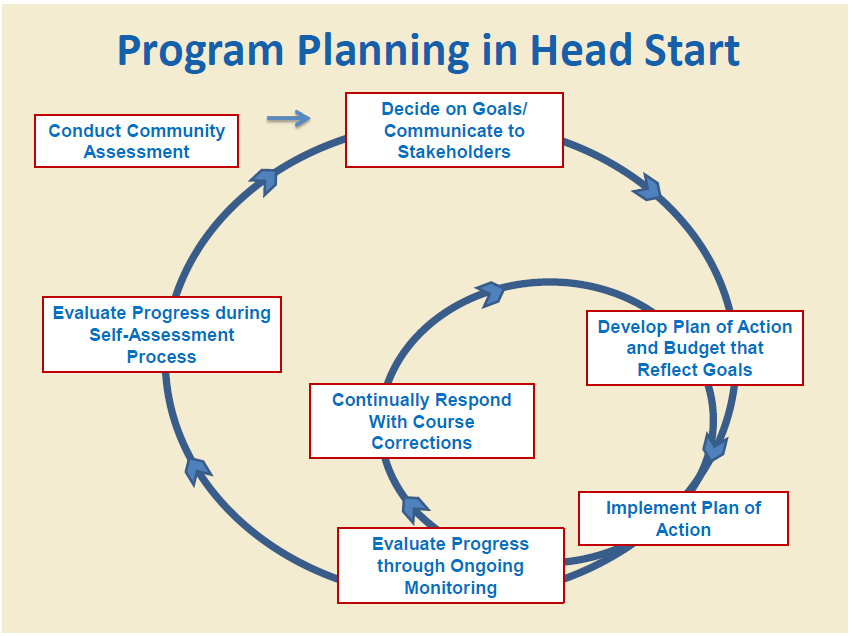 Program Planning in Head Start
Conduct Community
Assessment
Decide on Goals/
Communicate to
Stakeholders
Evaluate Progress during
Self-Assessment
Process
Develop Plan of Action
and Budget that
Reflect Goals
Continually Respond
With Course
Corrections
Implement Plan of
Action
Evaluate Progress
through Ongoing
Monitoring